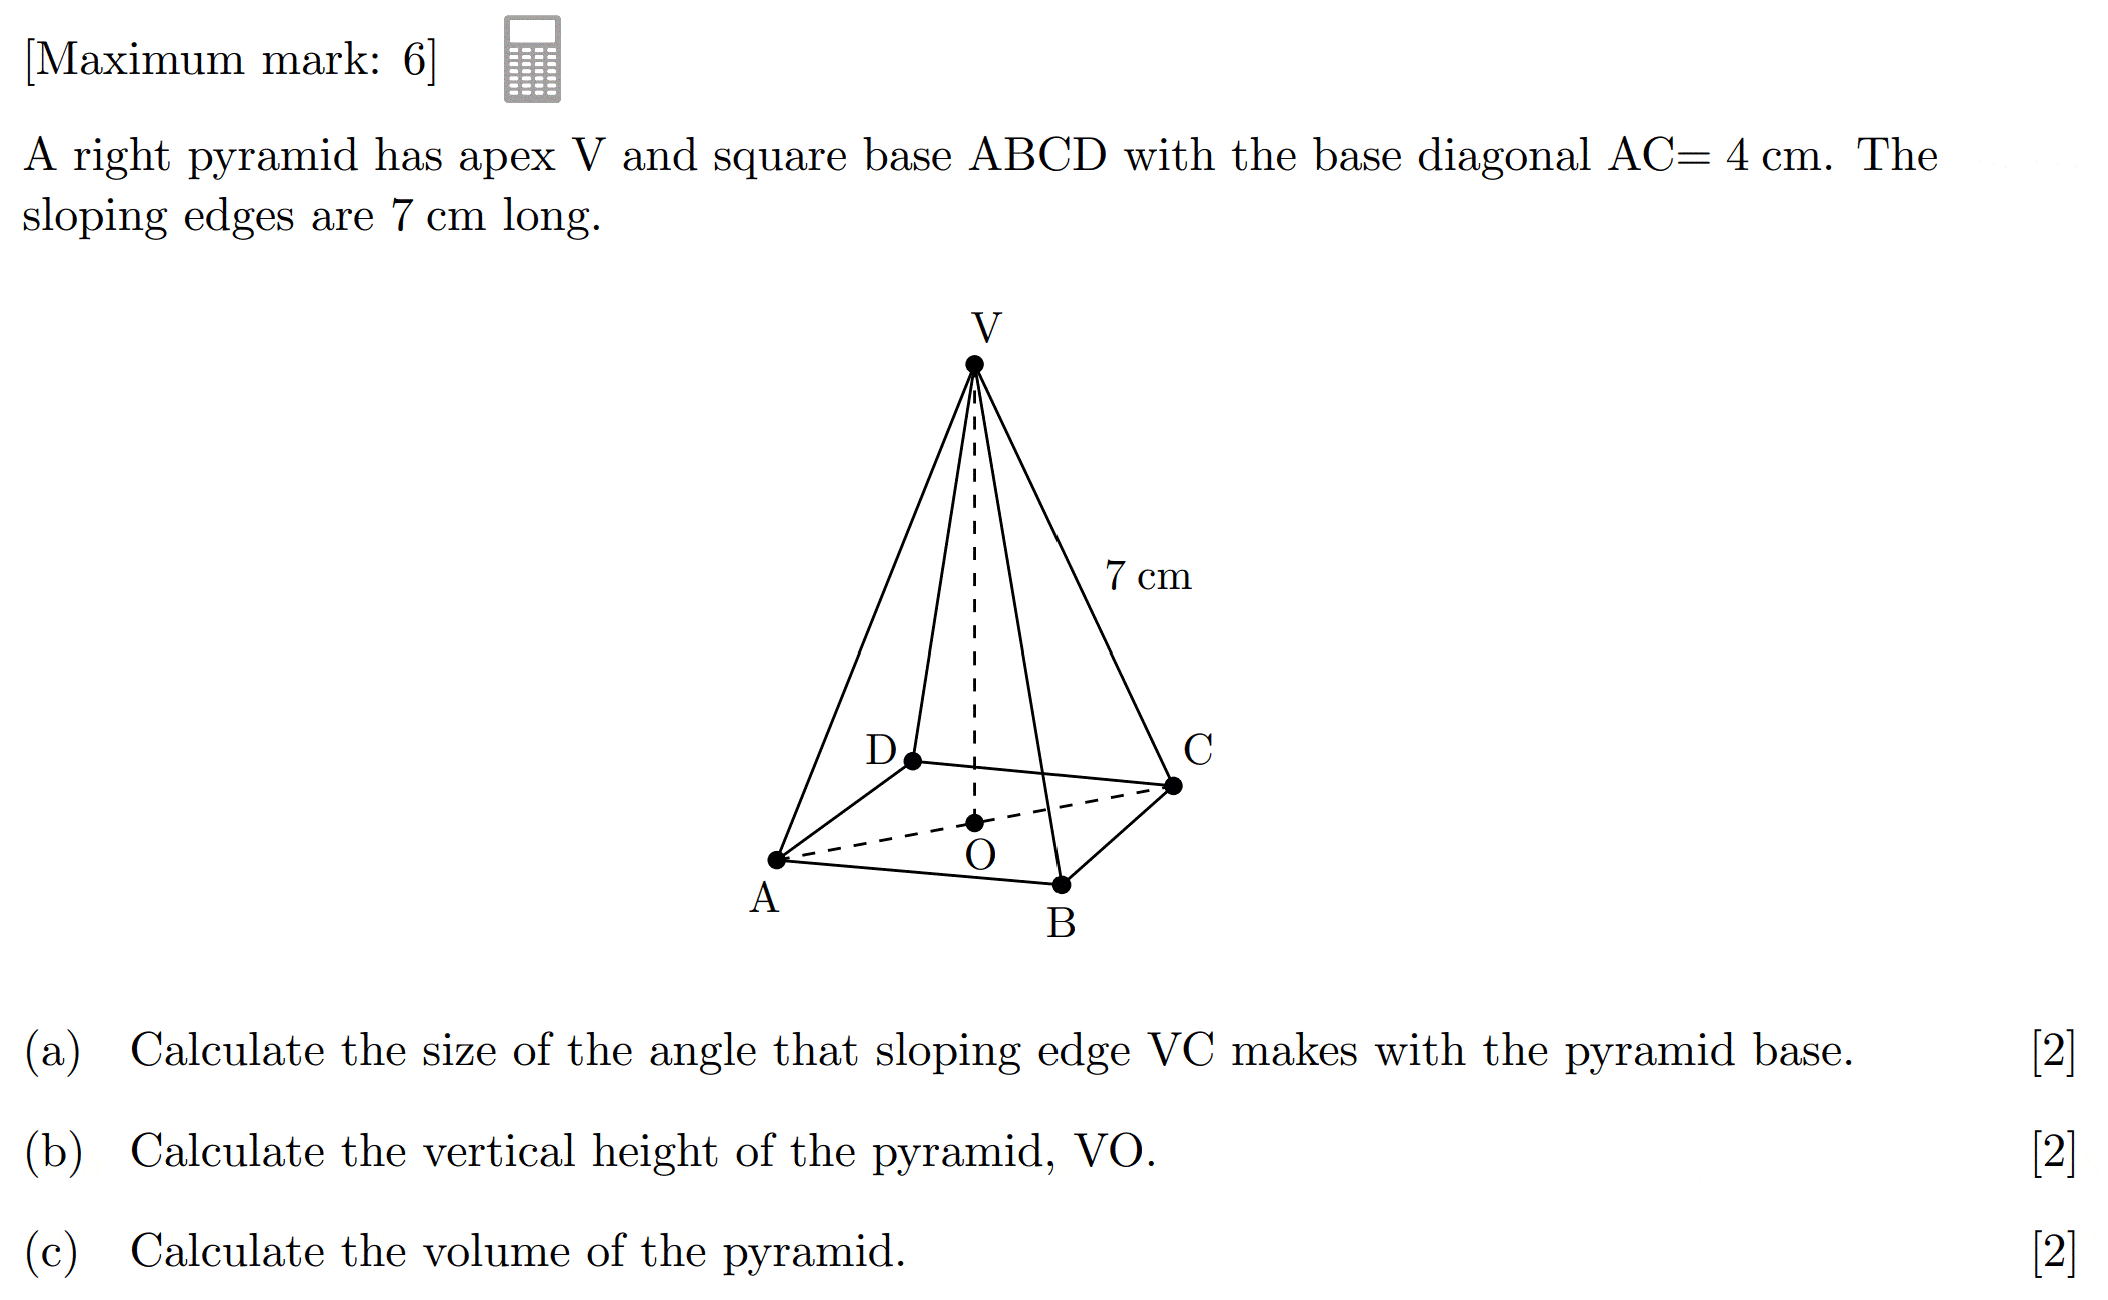 [Maximum mark: 6]
A right pyramid has apex V and square base ABCD with the base diagonal AC= 4 cm. The
sloping edges are 7 cm long.
V
7 cm
D
C
O
A
B
(a) Calculate the size of the angle that sloping edge VC makes with the pyramid base. [2]
(b) Calculate the vertical height of the pyramid, VO. [2]
(c) Calculate the volume of the pyramid. [2]